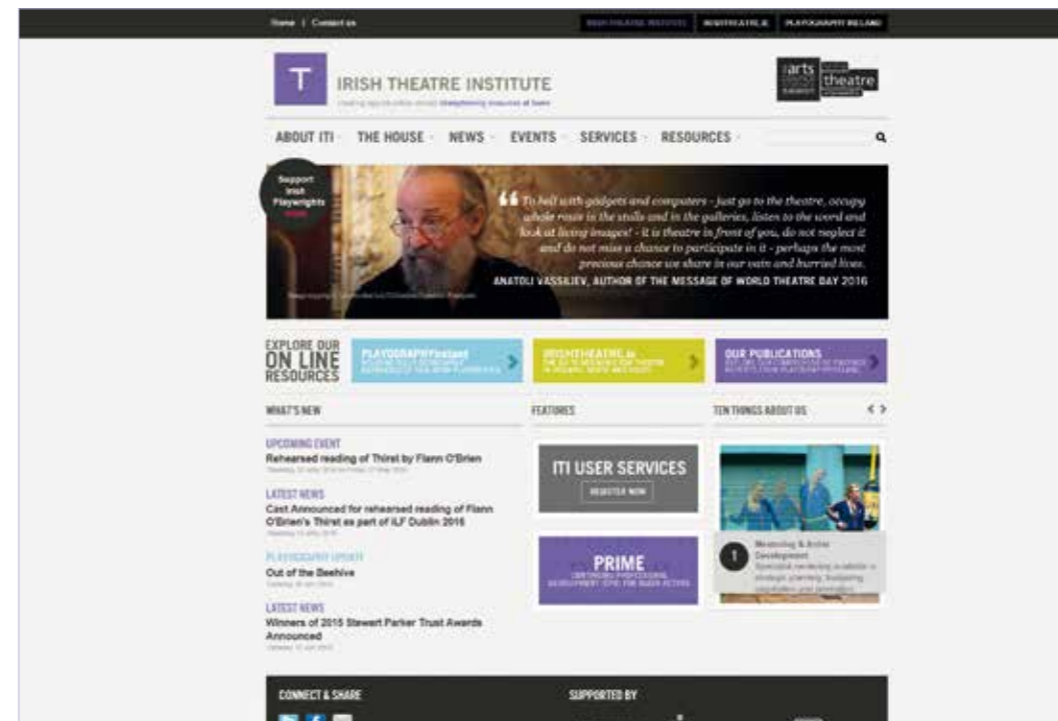 Home | Contact us
IRISH THEATRE INSTITUTE IRISHTHEATRE.IE PLAYOGRAPHY IRELAND
T IRISH THEATRE INSTITUTE
arts
theatre
ABOUT ITI THE HOUSE NEWS EVENTS SERVICES RESOURCES
Support
Irish
Playwrights
“ To hell with gadgets and computers - just go to the theatre, occupy
whole rows in the stalls and in the galleries, listen to the word and
look at living images! - it is theatre in front of you, do not neglect it
and do not miss a chance to participate in it - perhaps the most
precious chance we share in our vain and hurried lives.
ANATOLI VASSILIEV, AUTHOR OF THE MESSAGE OF WORLD THEATRE DAY 2016
EXPLORE OUR
ON LINE
RESOURCES
PLAYOGRAPHYIreland
IRISHTHEATRE.ie
OUR PUBLICATIONS
WHAT'S NEW
FEATURES
TEN THINGS ABOUT US
UPCOMING EVENT
Rehearsed reading of Thirst by Flann O'Brien
LATEST NEWS
Cast Announced for rehearsed reading of Flann
O'Brien's Thirst as part of ILF Dublin 2016
PLAYOGRAPHY UPDATE
Out of the Beehive
LATEST NEWS
Winners of 2015 Stewart Parker Trust Awards
Announced
ITI USER SERVICES
REGISTER NOW
PRIME
1
Mentoring & Artist
Development
CONNECT & SHARE
SUPPORTED BY